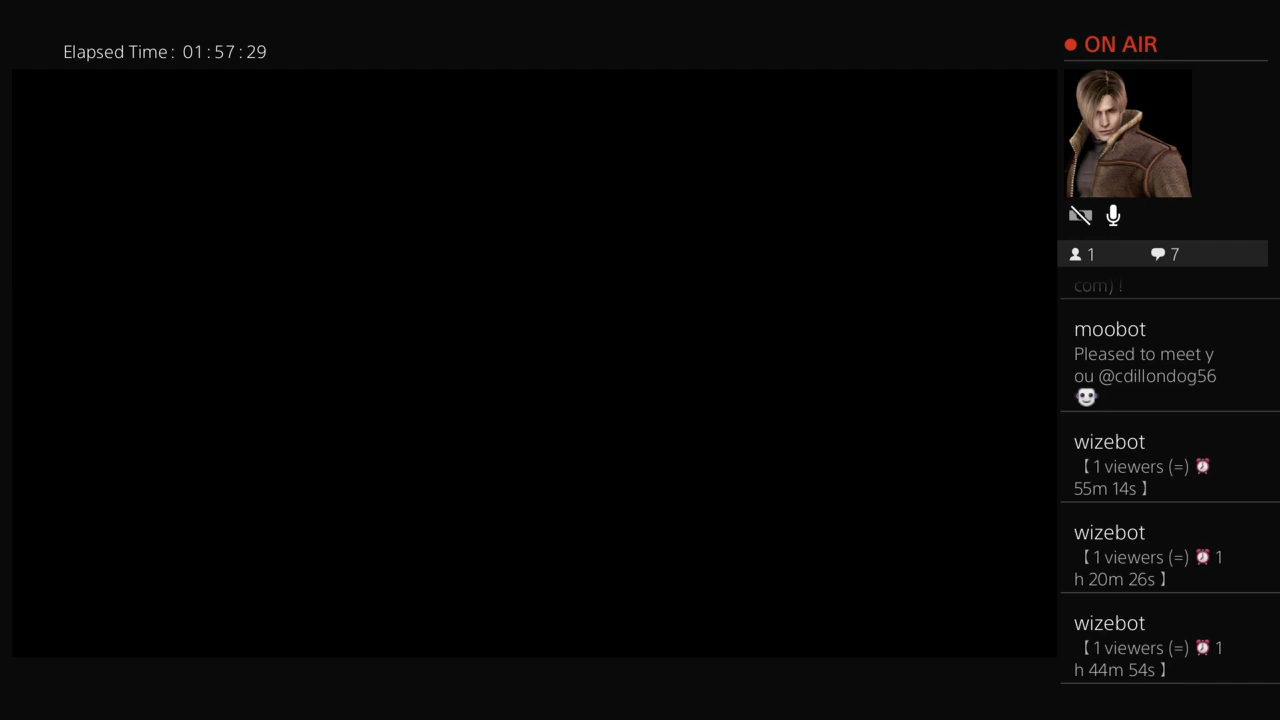 Elapsed Time: 01:57:29
ON AIR
1 7
com) !
moobot
Pleased to meet y
ou @cdillondog56
wizebot
【 1 viewers (=) ⏰
55m 14s 】
wizebot
【 1 viewers (=) ⏰ 1
h 20m 26s 】
wizebot
【 1 viewers (=) ⏰ 1
h 44m 54s 】